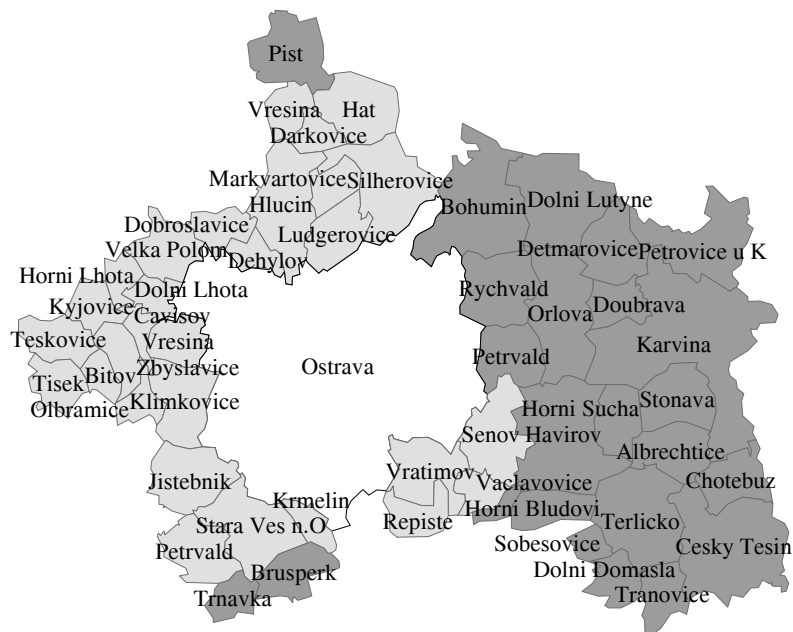 Pist
Vresina
Hat
Darkovice
Markvartovice
Silherovice
Hlucin
Bohumin
Dolni Lutyne
Dobroslavice
Ludgerovice
Velka Polom
Dehylov
Detmarovice
Petrovice u K
Horni Lhota
Dolni Lhota
Rychvald
Kyjovice
Cavisov
Orlova
Doubrava
Teskovice
Vresina
Karvina
Petrvald
Zbyslavice
Ostrava
Tisek
Bitov
Olbramice
Klimkovice
Horni Sucha
Stonava
Senov
Havirov
Albrechtice
Vratimov
Jistebnik
Vaclavovice
Chotebuz
Krmelin
Horni Bludovi
Stara Ves n.O
Repiste
Terlicko
Petrvald
Sobesovice
Cesky Tesin
Brusperk
Dolni Domasla
Trnavka
Tranovice